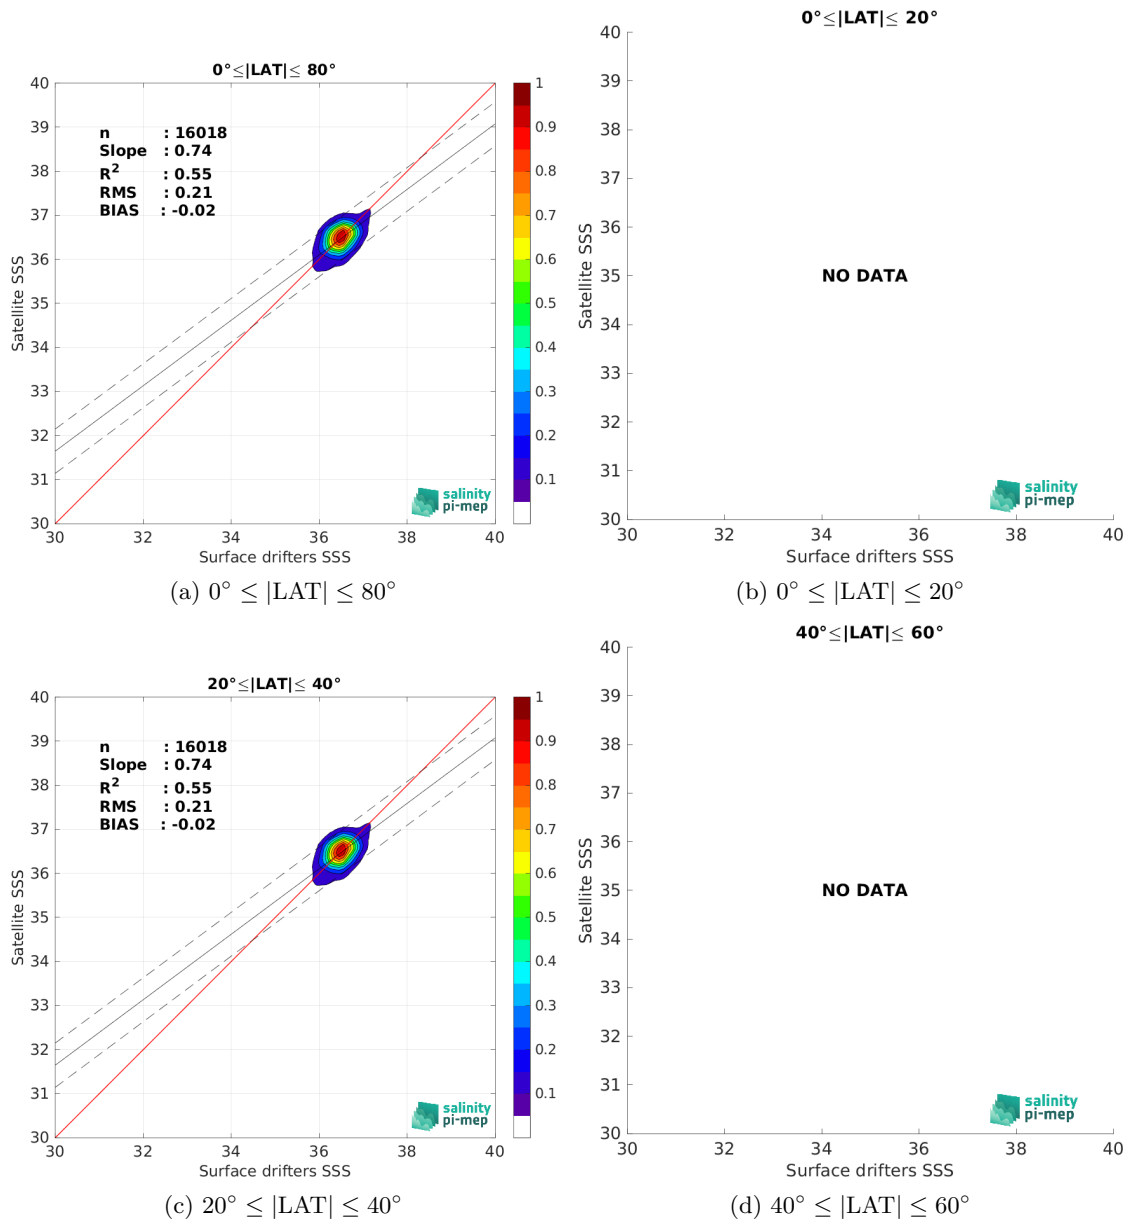 0°≤|LAT|≤ 80°
40
39
38
37
36
35
34
33
32
31
30
n : 16018
Slope : 0.74
R² : 0.55
RMS : 0.21
BIAS : -0.02
Satellite SSS
30 32 34 36 38 40
Surface drifters SSS
1
0.9
0.8
0.7
0.6
0.5
0.4
0.3
0.2
0.1
salinity
pi-mep
(a) 0° ≤ |LAT| ≤ 80°
0°≤|LAT|≤ 20°
40
39
38
37
36
35
34
33
32
31
30
Satellite SSS
NO DATA
salinity
pi-mep
30 32 34 36 38 40
Surface drifters SSS
(b) 0° ≤ |LAT| ≤ 20°
20°≤|LAT|≤ 40°
40
39
38
37
36
35
34
33
32
31
30
n : 16018
Slope : 0.74
R² : 0.55
RMS : 0.21
BIAS : -0.02
Satellite SSS
30 32 34 36 38 40
Surface drifters SSS
1
0.9
0.8
0.7
0.6
0.5
0.4
0.3
0.2
0.1
salinity
pi-mep
(c) 20° ≤ |LAT| ≤ 40°
40°≤|LAT|≤ 60°
40
39
38
37
36
35
34
33
32
31
30
Satellite SSS
NO DATA
salinity
pi-mep
30 32 34 36 38 40
Surface drifters SSS
(d) 40° ≤ |LAT| ≤ 60°